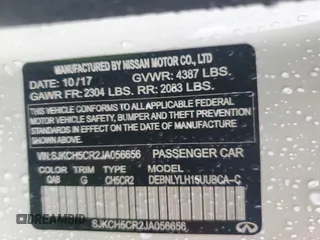 MANUFACTURED BY NISSAN MOTOR CO., LTD
DATE 10/17 GVWR: 4387 LBS.
GAWR FR: 2304 LBS. RR: 2083 LBS.
THIS VEHICLE CONFORMS TO ALL APPLICABLE FEDERAL MOTOR VEHICLE
SAFETY, BUMPER AND THEFT PREVENTION STANDARDS IN
EFFECT ON THE DATE OF MANUFACTURE SHOWN ABOVE.
VIN: SJKCH5CR2JA056656 PASSENGER CAR
COLOR TRIM TYPE MODEL
QAB G CH5CR2 DEBNLYLH15UUBCA-C
SJKCH5CR2JA056656
INFINITI